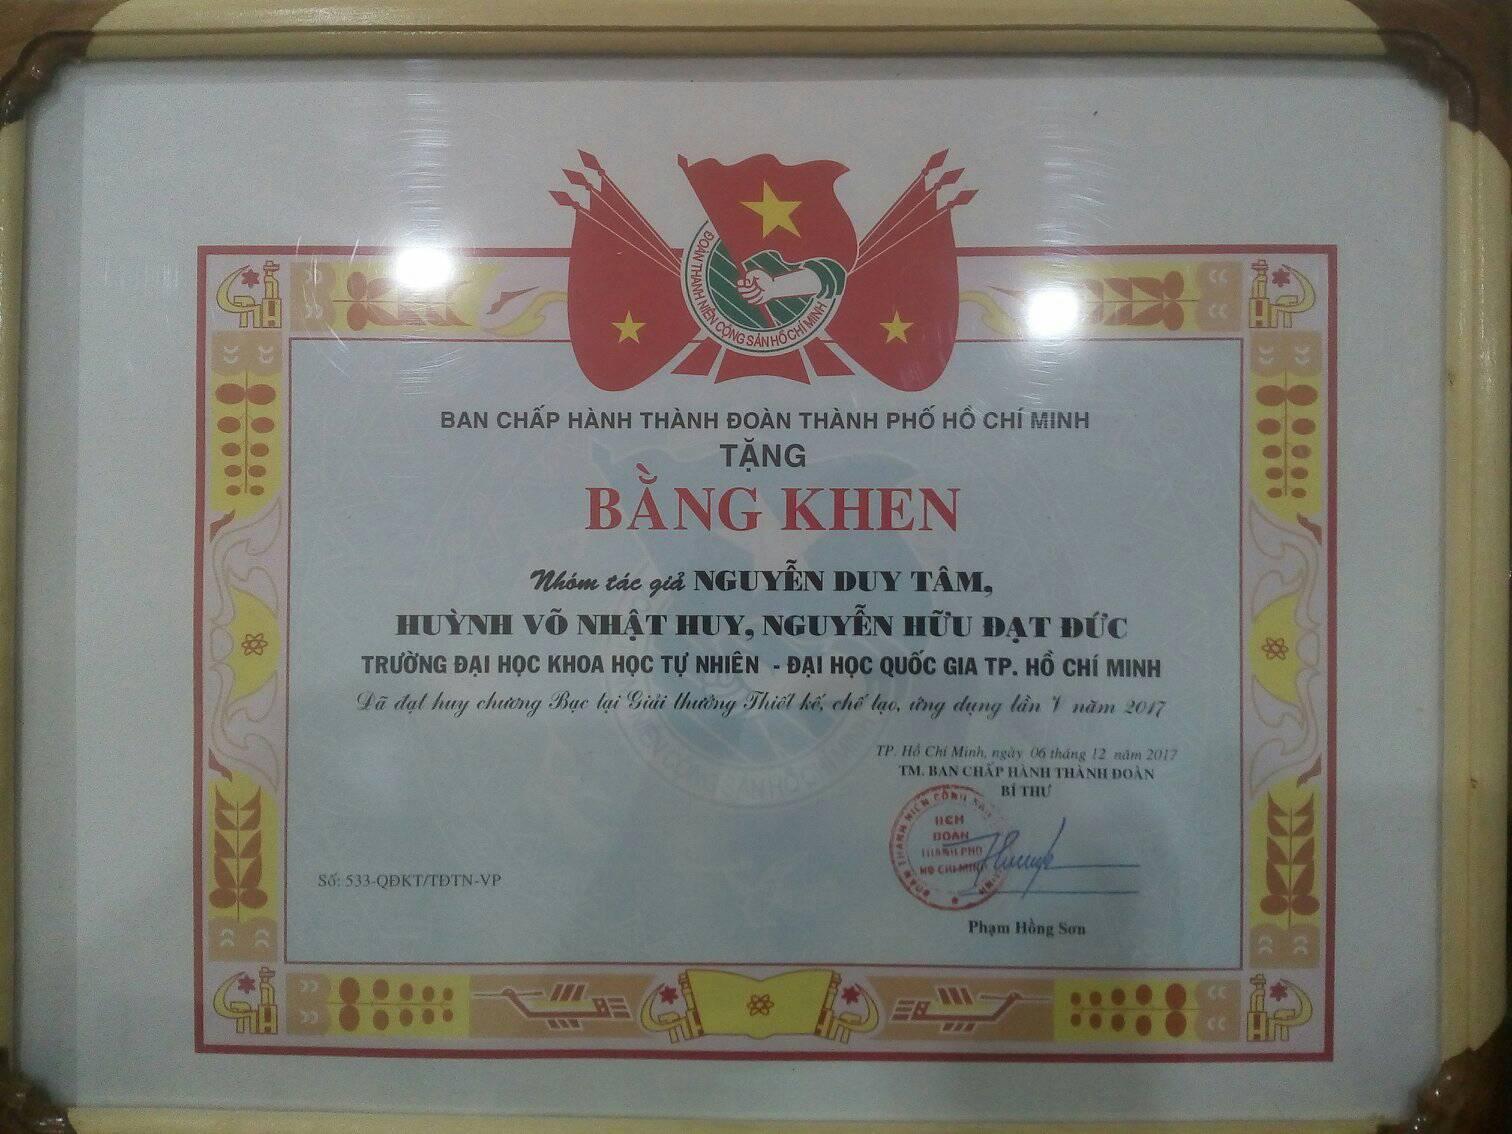 ĐOÀN THANH NIÊN CỘNG SẢN HỒ CHÍ MINH
BAN CHẤP HÀNH THÀNH ĐOÀN THÀNH PHỐ HỒ CHÍ MINH
TẶNG
BẰNG KHEN
Nhóm tác giả NGUYỄN DUY TÂM,
HUỲNH VÕ NHẬT HUY, NGUYỄN HỮU ĐẠT ĐỨC
TRƯỜNG ĐẠI HỌC KHOA HỌC TỰ NHIÊN - ĐẠI HỌC QUỐC GIA TP. HỒ CHÍ MINH
Đã đạt huy chương Bạc tại Giải thưởng Thiết kế, chế tạo, ứng dụng lần V năm 2017
TP. Hồ Chí Minh, ngày 06 tháng 12 năm 2017
TM. BAN CHẤP HÀNH THÀNH ĐOÀN
BÍ THƯ
BCH
ĐOÀN
THÀNH PHỐ
HỒ CHÍ MINH
Số: 533-QĐKT/TĐTN-VP
Phạm Hồng Sơn